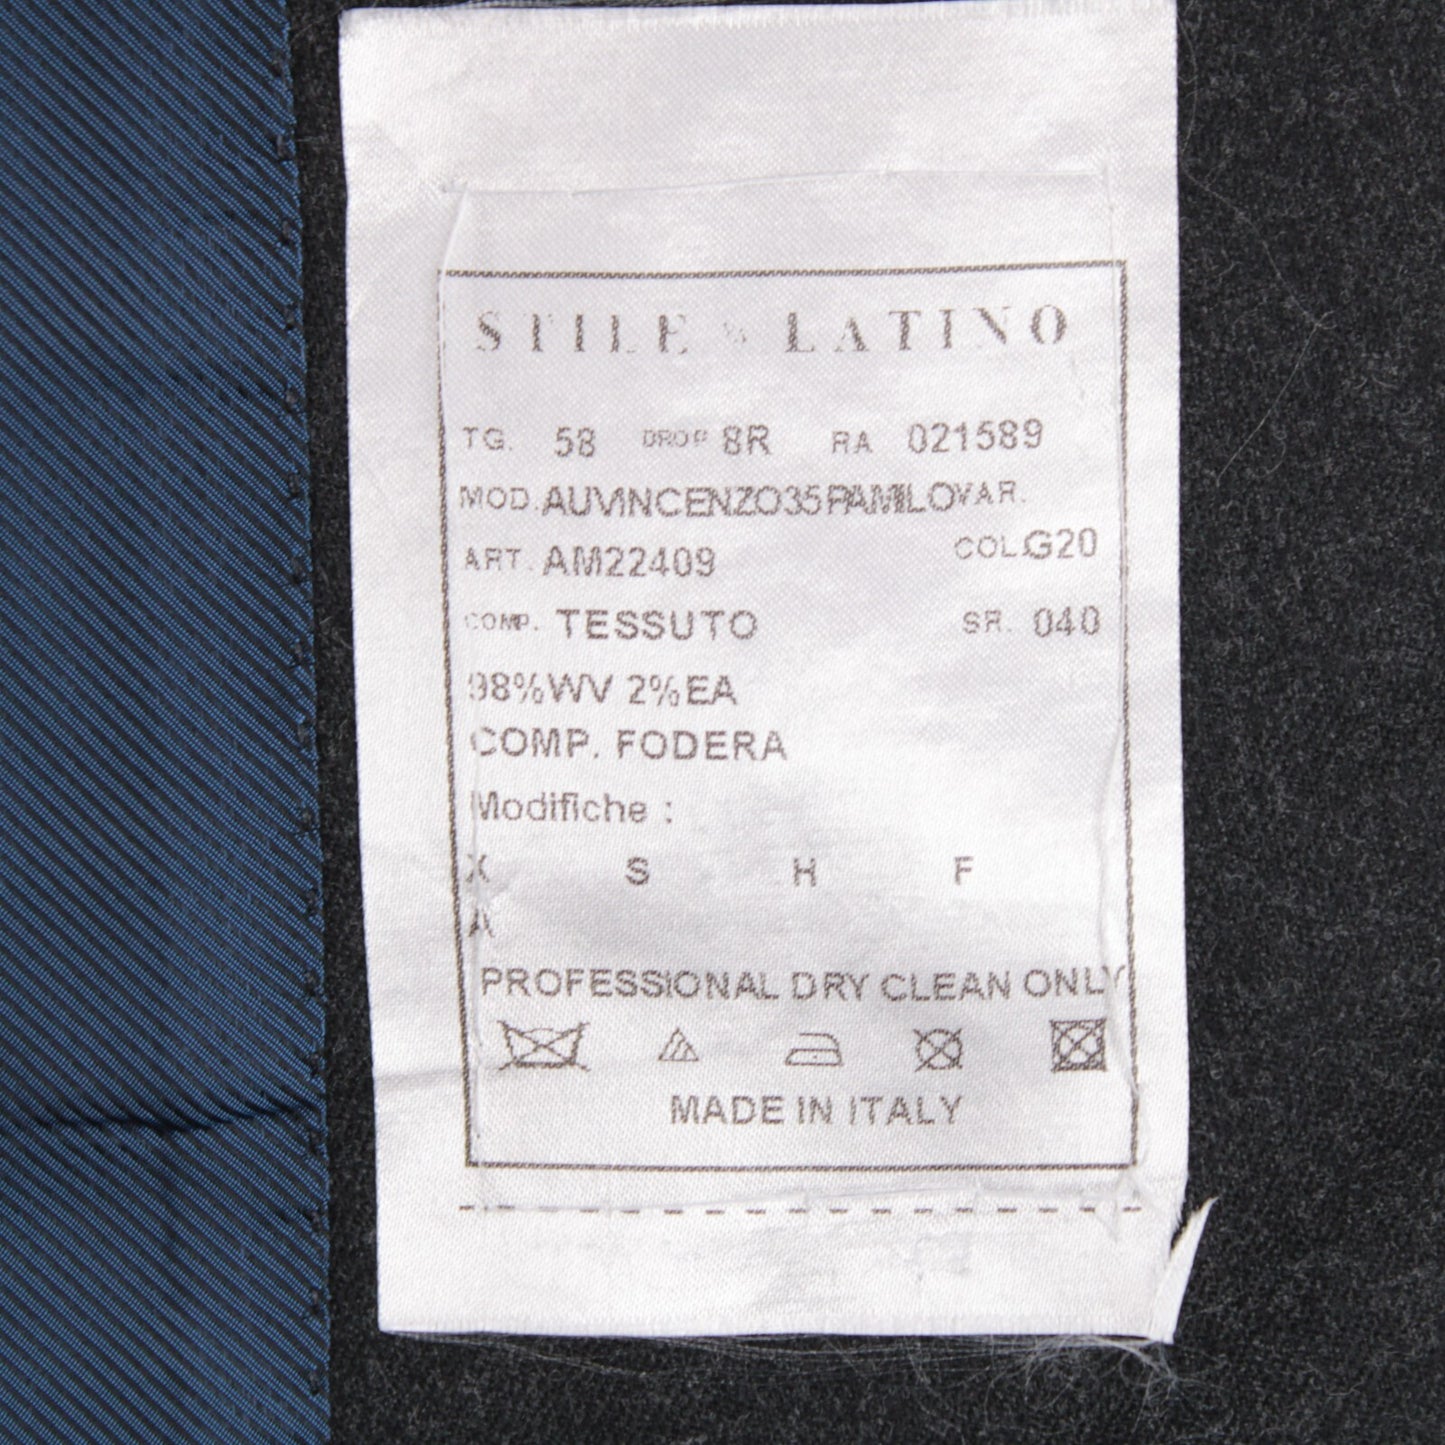 STILE LATINO
TG. 58 DROP 8R RA 021589
MOD. AUVINCENZO35PAMILO VAR.
ART. AM22409 COL. G20
COMP. TESSUTO SR. 040
98%WV 2%EA
COMP. FODERA
Modifiche :
X S H F
A
PROFESSIONAL DRY CLEAN ONLY
MADE IN ITALY